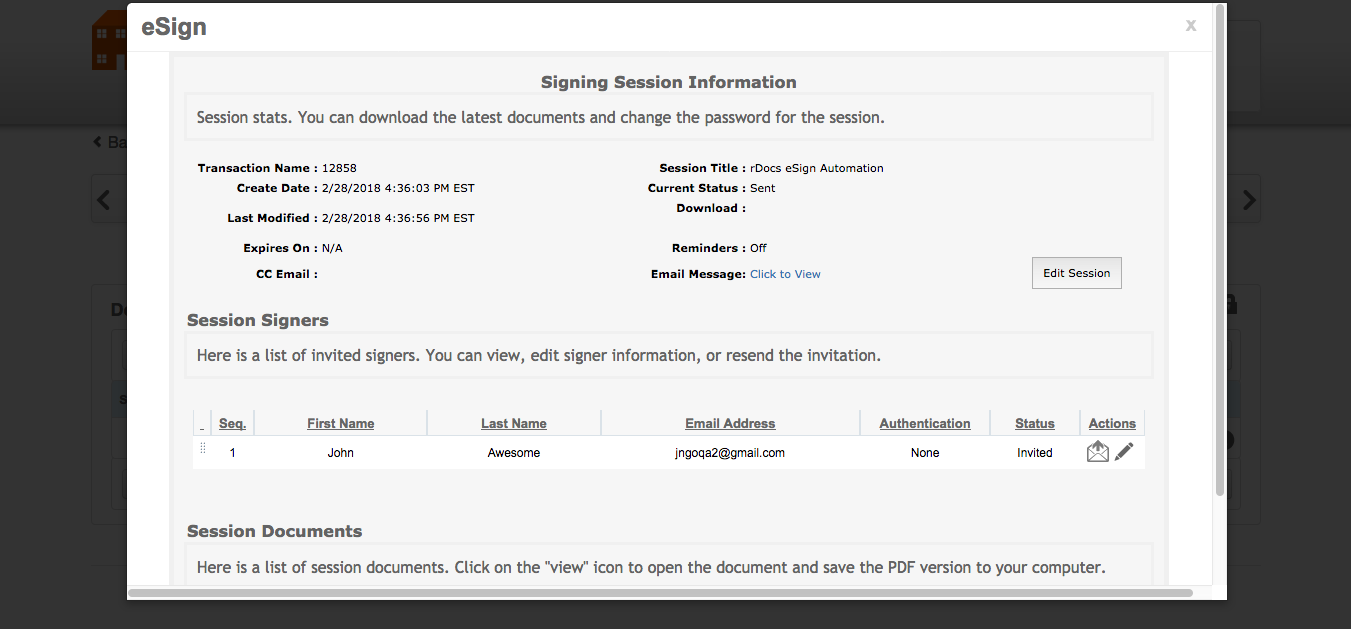 eSign
x
Signing Session Information
Session stats. You can download the latest documents and change the password for the session.
Transaction Name : 12858
Session Title : rDocs eSign Automation
Create Date : 2/28/2018 4:36:03 PM EST
Current Status : Sent
Download :
Last Modified : 2/28/2018 4:36:56 PM EST
Expires On : N/A
Reminders : Off
CC Email :
Email Message: Click to View
Edit Session
Session Signers
Here is a list of invited signers. You can view, edit signer information, or resend the invitation.
Seq. First Name Last Name Email Address Authentication Status Actions
1 John Awesome jngoqa2@gmail.com None Invited
Session Documents
Here is a list of session documents. Click on the "view" icon to open the document and save the PDF version to your computer.